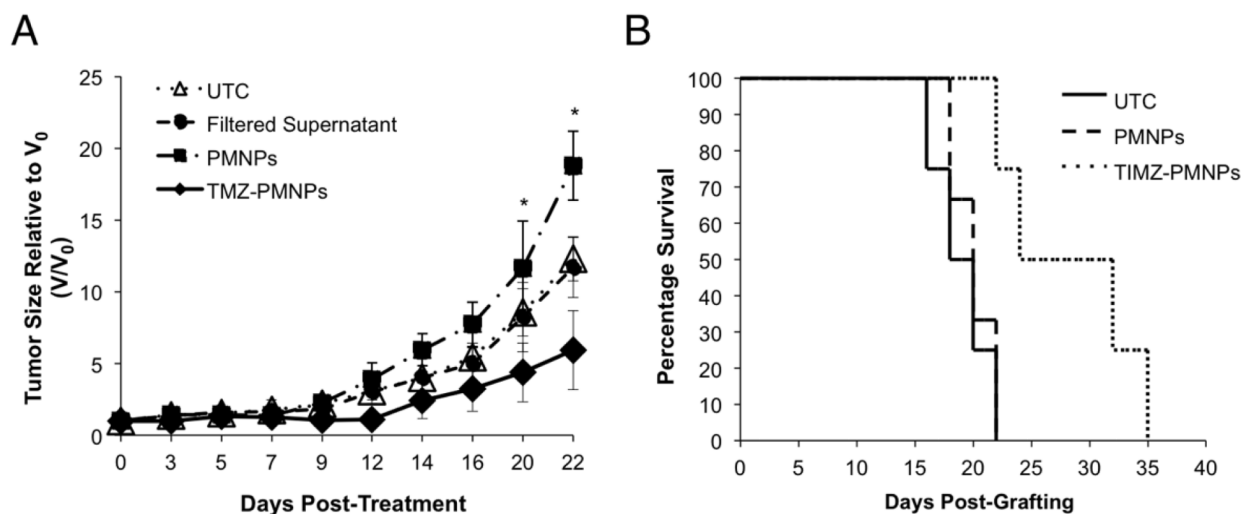 A
25
20
15
10
5
0
Tumor Size Relative to V0
(V/V0)
UTC
Filtered Supernatant
PMNPs
TMZ-PMNPs
*
*
0 3 5 7 9 12 14 16 20 22
Days Post-Treatment
B
100
90
80
70
60
50
40
30
20
10
0
Percentage Survival
UTC
PMNPs
TIMZ-PMNPs
0 5 10 15 20 25 30 35 40
Days Post-Grafting